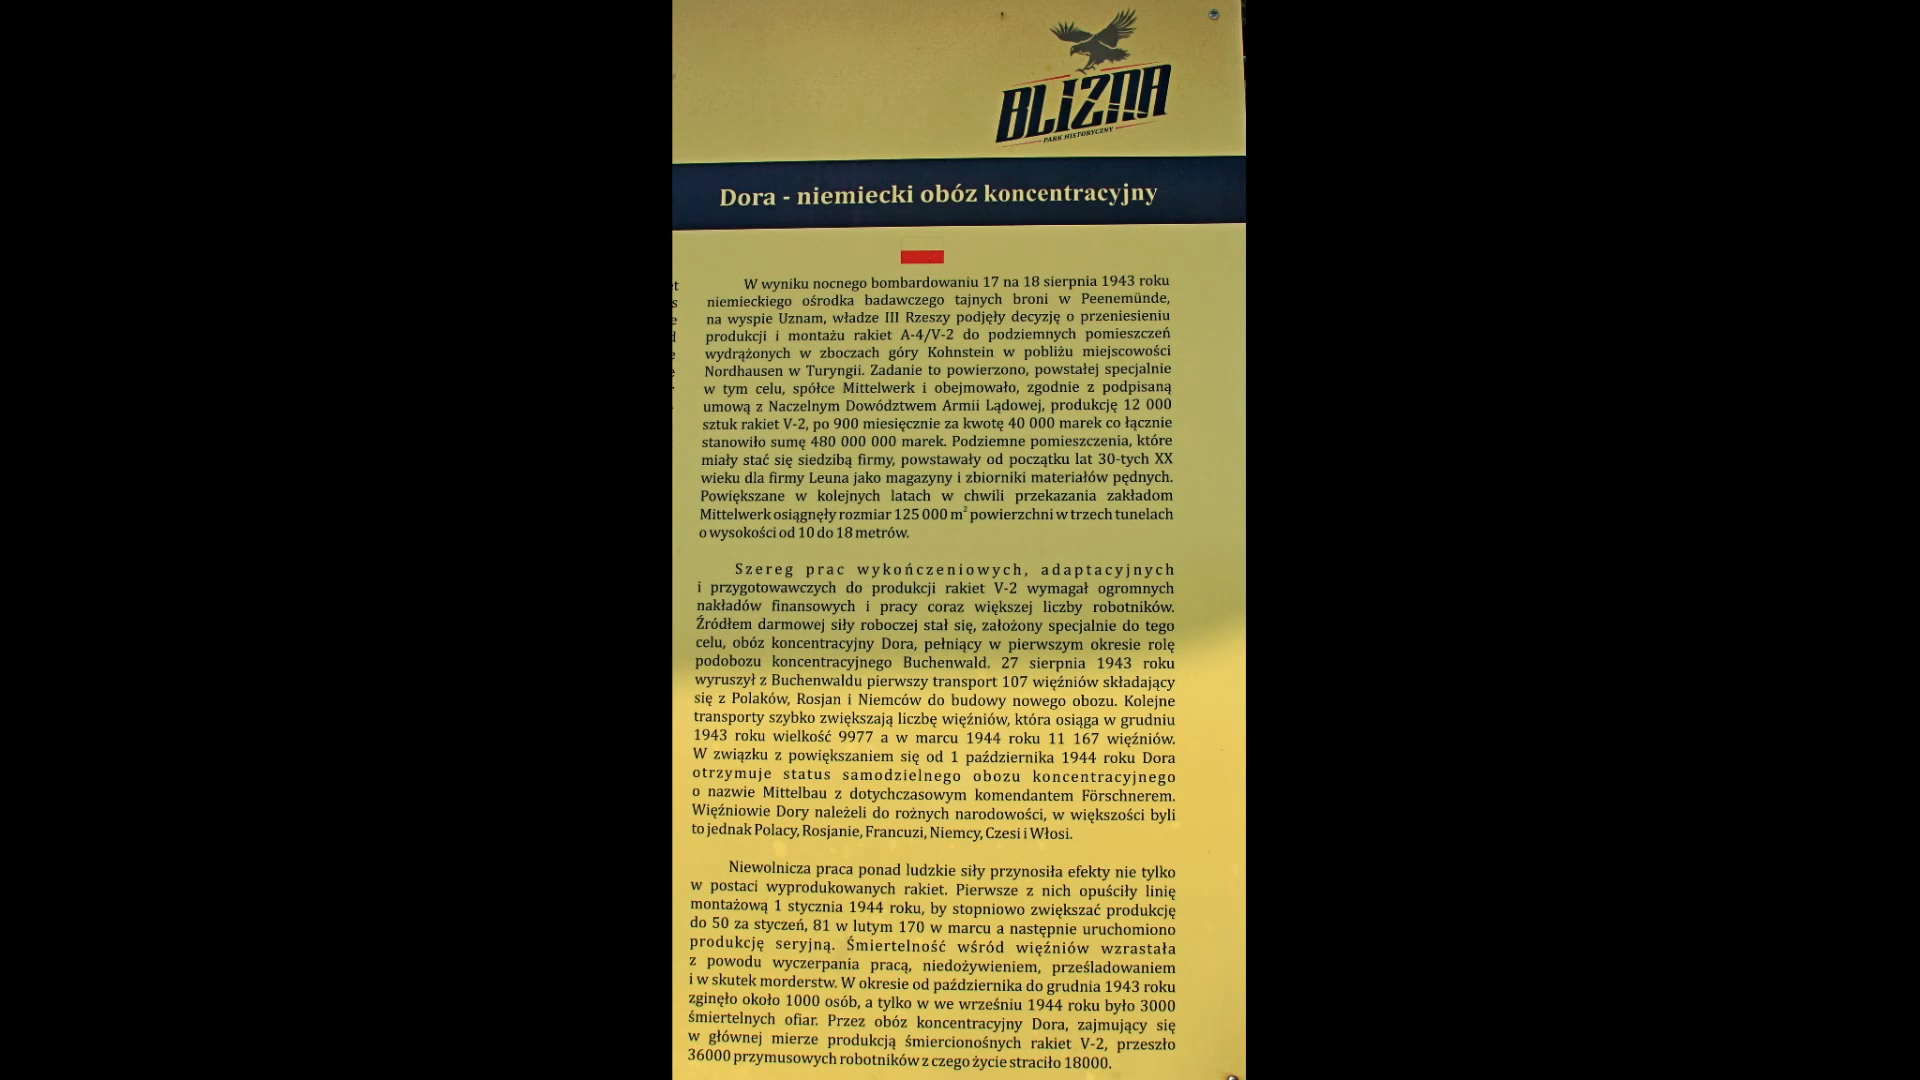 BLIZNA
PARK HISTORYCZNY
Dora - niemiecki obóz koncentracyjny
W wyniku nocnego bombardowaniu 17 na 18 sierpnia 1943 roku
niemieckiego ośrodka badawczego tajnych broni w Peenemünde,
na wyspie Uznam, władze III Rzeszy podjęły decyzję o przeniesieniu
produkcji i montażu rakiet A-4/V-2 do podziemnych pomieszczeń
wydrążonych w zboczach góry Kohnstein w pobliżu miejscowości
Nordhausen w Turyngii. Zadanie to powierzono, powstałej specjalnie
w tym celu, spółce Mittelwerk i obejmowało, zgodnie z podpisaną
umową z Naczelnym Dowództwem Armii Lądowej, produkcję 12 000
sztuk rakiet V-2, po 900 miesięcznie za kwotę 40 000 marek co łącznie
stanowiło sumę 480 000 000 marek. Podziemne pomieszczenia, które
miały stać się siedzibą firmy, powstawały od początku lat 30-tych XX
wieku dla firmy Leuna jako magazyny i zbiorniki materiałów pędnych.
Powiększane w kolejnych latach w chwili przekazania zakładom
Mittelwerk osiągnęły rozmiar 125 000 m² powierzchni w trzech tunelach
o wysokości od 10 do 18 metrów.
Szereg prac wykończeniowych, adaptacyjnych
i przygotowawczych do produkcji rakiet V-2 wymagał ogromnych
nakładów finansowych i pracy coraz większej liczby robotników.
Źródłem darmowej siły roboczej stał się, założony specjalnie do tego
celu, obóz koncentracyjny Dora, pełniący w pierwszym okresie rolę
podobozu koncentracyjnego Buchenwald. 27 sierpnia 1943 roku
wyruszył z Buchenwaldu pierwszy transport 107 więźniów składający
się z Polaków, Rosjan i Niemców do budowy nowego obozu. Kolejne
transporty szybko zwiększają liczbę więźniów, która osiąga w grudniu
1943 roku wielkość 9977 a w marcu 1944 roku 11 167 więźniów.
W związku z powiększaniem się od 1 października 1944 roku Dora
otrzymuje status samodzielnego obozu koncentracyjnego
o nazwie Mittelbau z dotychczasowym komendantem Förschnerem.
Więźniowie Dory należeli do rożnych narodowości, w większości byli
to jednak Polacy, Rosjanie, Francuzi, Niemcy, Czesi i Włosi.
Niewolnicza praca ponad ludzkie siły przynosiła efekty nie tylko
w postaci wyprodukowanych rakiet. Pierwsze z nich opuściły linię
montażową 1 stycznia 1944 roku, by stopniowo zwiększać produkcję
do 50 za styczeń, 81 w lutym 170 w marcu a następnie uruchomiono
produkcję seryjną. Śmiertelność wśród więźniów wzrastała
z powodu wyczerpania pracą, niedożywieniem, prześladowaniem
i w skutek morderstw. W okresie od października do grudnia 1943 roku
zginęło około 1000 osób, a tylko w we wrześniu 1944 roku było 3000
śmiertelnych ofiar. Przez obóz koncentracyjny Dora, zajmujący się
w głównej mierze produkcją śmiercionośnych rakiet V-2, przeszło
36000 przymusowych robotników z czego życie straciło 18000.